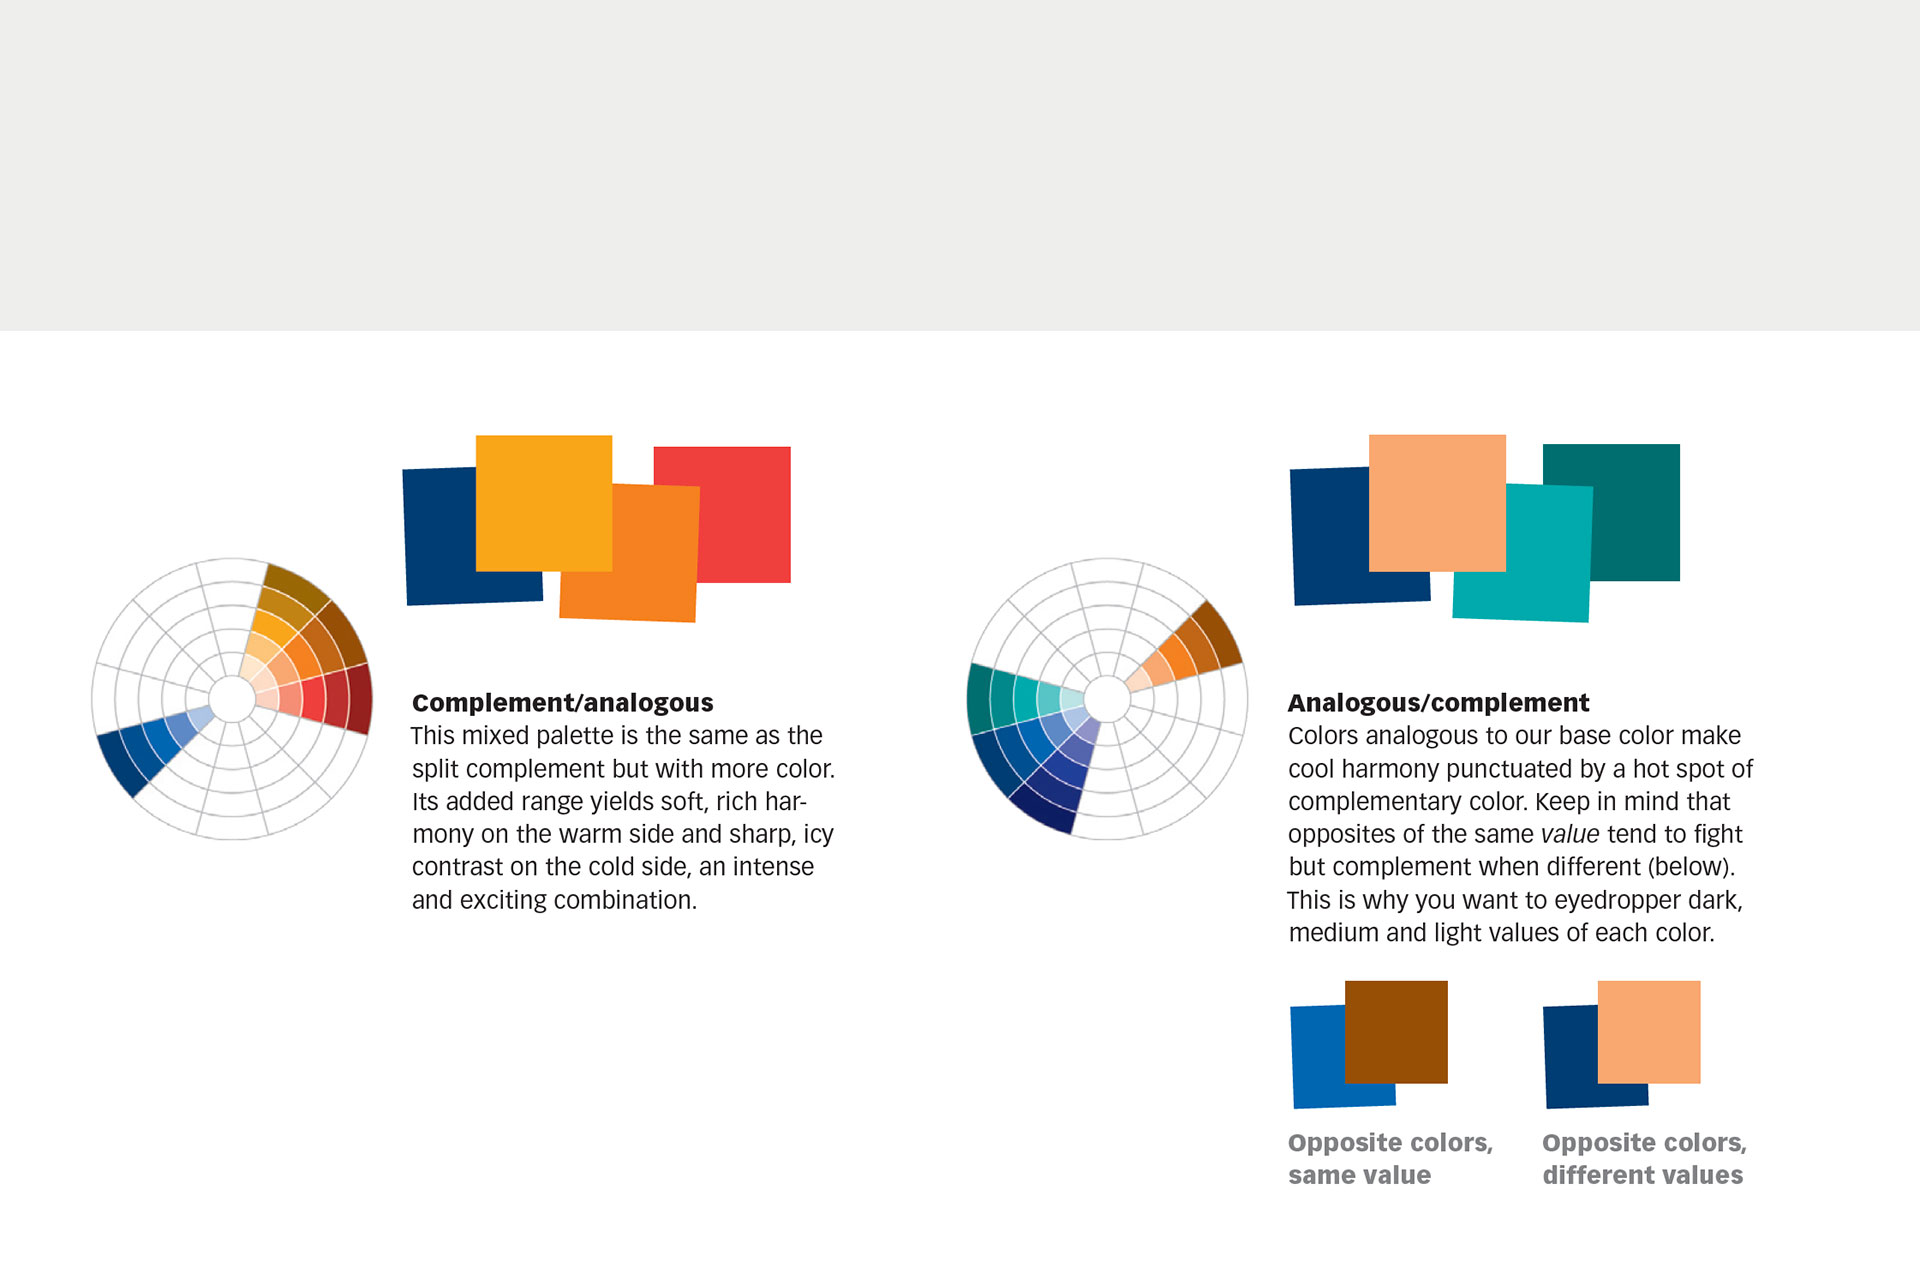 Complement/analogous
This mixed palette is the same as the
split complement but with more color.
Its added range yields soft, rich har-
mony on the warm side and sharp, icy
contrast on the cold side, an intense
and exciting combination.
Analogous/complement
Colors analogous to our base color make
cool harmony punctuated by a hot spot of
complementary color. Keep in mind that
opposites of the same value tend to fight
but complement when different (below).
This is why you want to eyedropper dark,
medium and light values of each color.
Opposite colors,
same value
Opposite colors,
different values